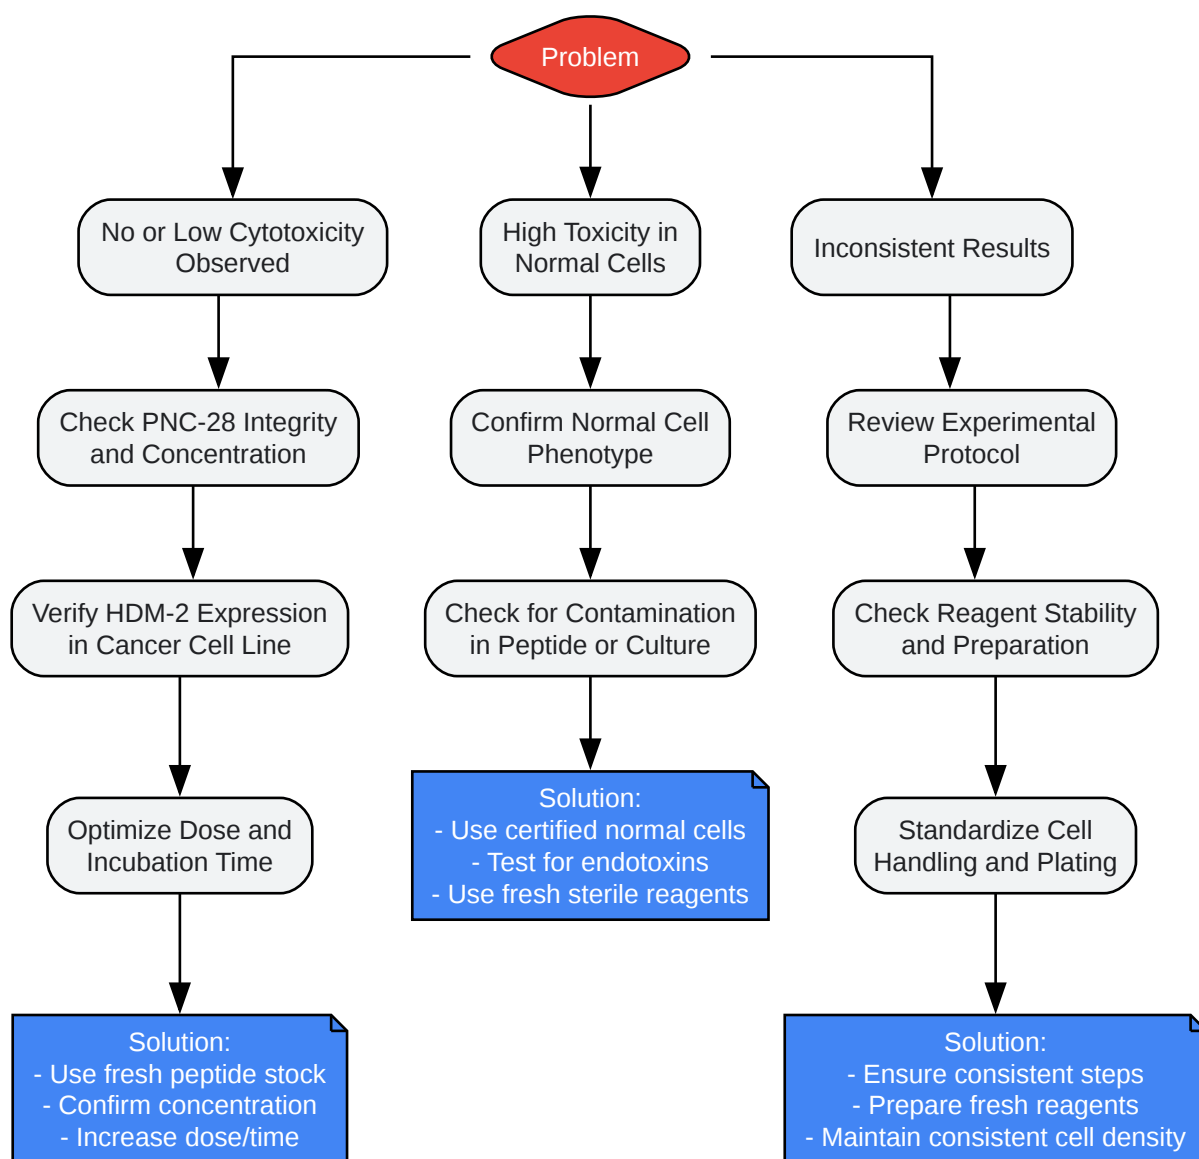 Problem
No or Low Cytotoxicity
Observed
High Toxicity in
Normal Cells
Inconsistent Results
Check PNC-28 Integrity
and Concentration
Confirm Normal Cell
Phenotype
Review Experimental
Protocol
Verify HDM-2 Expression
in Cancer Cell Line
Check for Contamination
in Peptide or Culture
Check Reagent Stability
and Preparation
Optimize Dose and
Incubation Time
Solution:
- Use certified normal cells
- Test for endotoxins
- Use fresh sterile reagents
Standardize Cell
Handling and Plating
Solution:
- Use fresh peptide stock
- Confirm concentration
- Increase dose/time
Solution:
- Ensure consistent steps
- Prepare fresh reagents
- Maintain consistent cell density